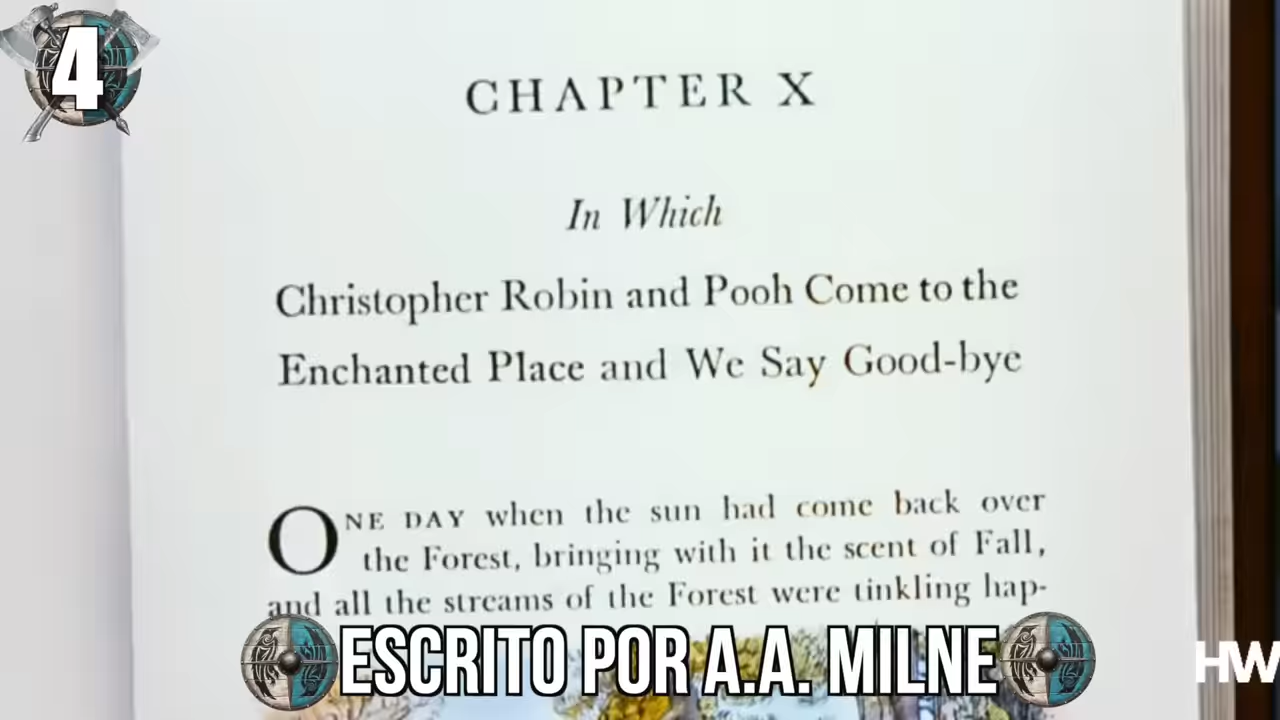 4
CHAPTER X
In Which
Christopher Robin and Pooh Come to the
Enchanted Place and We Say Good-bye
ONE DAY when the sun had come back over
the Forest, bringing with it the scent of Fall,
and all the streams of the Forest were tinkling hap-
ESCRITO POR A.A. MILNE
HW